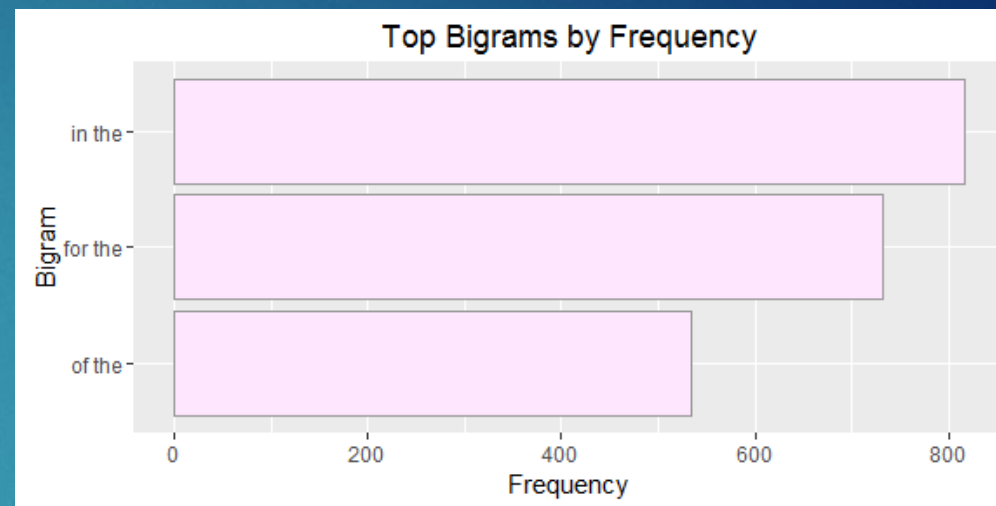 Top Bigrams by Frequency
in the
for the
of the
Bigram
0 200 400 600 800
Frequency